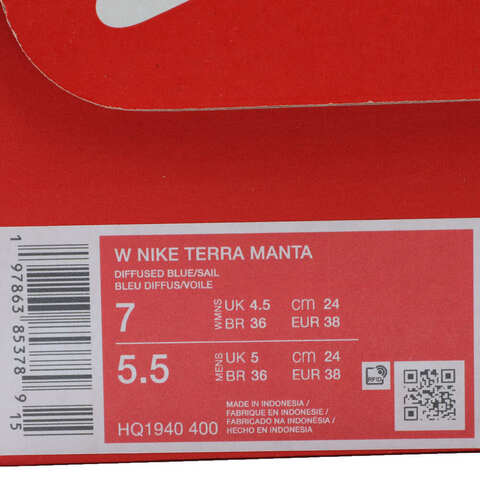 W NIKE TERRA MANTA
DIFFUSED BLUE/SAIL
BLEU DIFFUS/VOILE
7 WMNS UK 4.5 cm 24
BR 36 EUR 38
5.5 MENS UK 5 cm 24
BR 36 EUR 38
RFID
MADE IN INDONESIA /
FABRIQUE EN INDONESIE /
FABRICADO NA INDONÉSIA /
HECHO EN INDONESIA
HQ1940 400
1 97863 85378 9 15